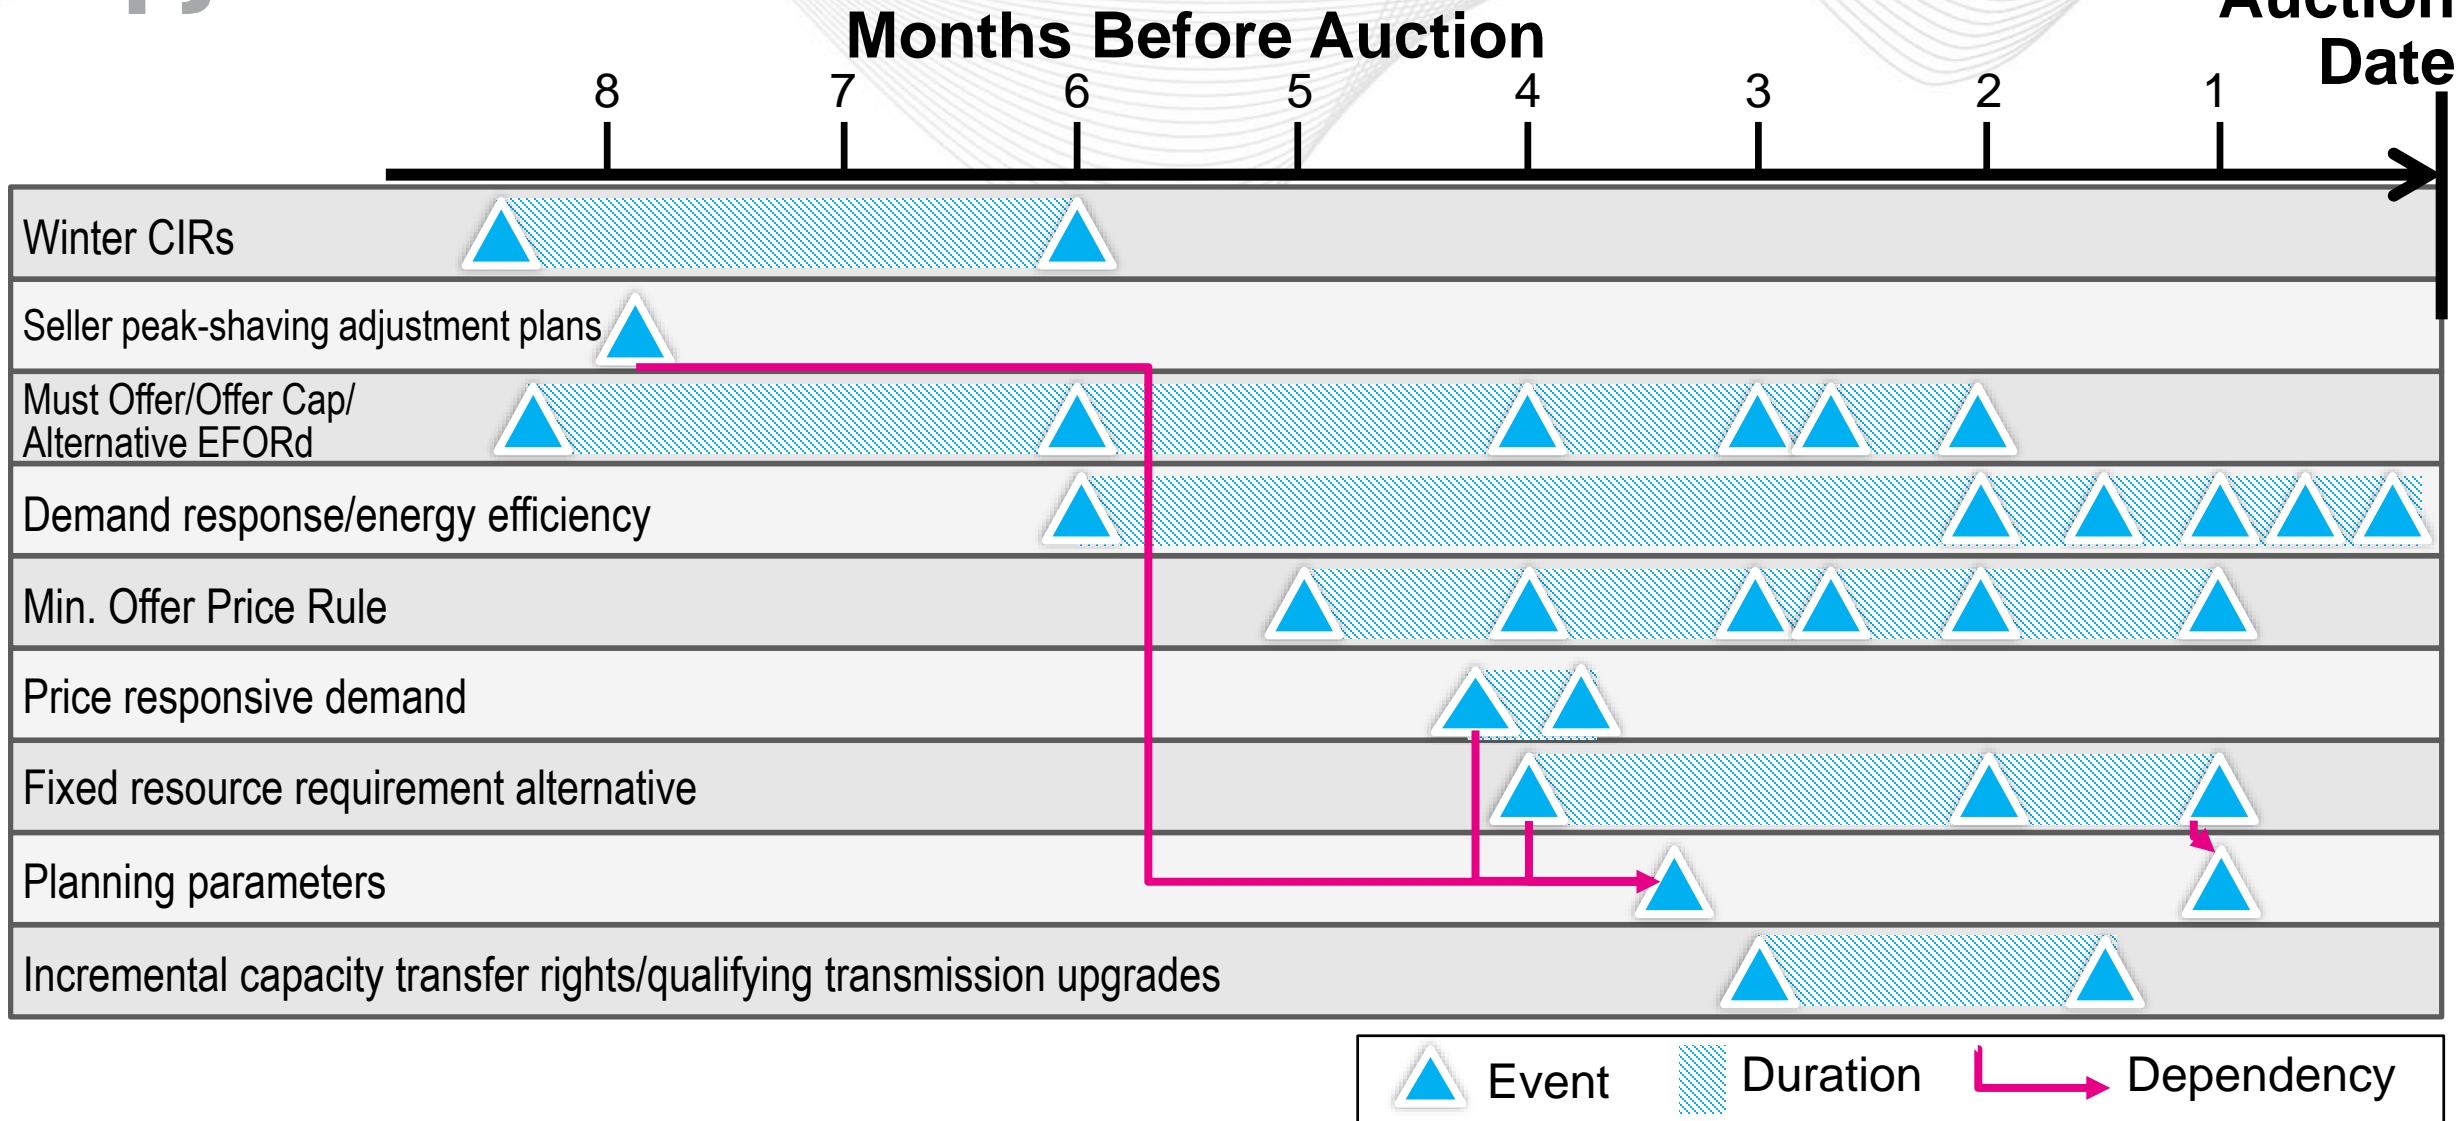 Months Before Auction
Auction
Date
8 7 6 5 4 3 2 1
Winter CIRs
Seller peak-shaving adjustment plans
Must Offer/Offer Cap/
Alternative EFORd
Demand response/energy efficiency
Min. Offer Price Rule
Price responsive demand
Fixed resource requirement alternative
Planning parameters
Incremental capacity transfer rights/qualifying transmission upgrades
Event Duration Dependency